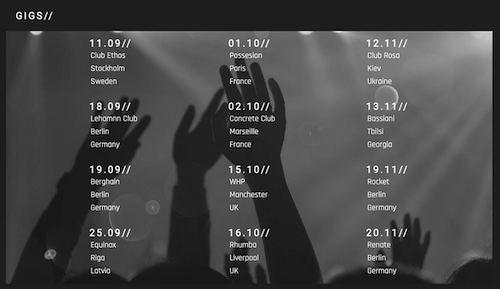 GIGS//
11.09//
Club Ethos
Stockholm
Sweden
18.09//
Lehomnn Club
Berlin
Germany
19.09//
Berghain
Berlin
Germany
25.09//
Equinox
Riga
Latvia
01.10//
Possesion
Paris
France
02.10//
Concrete Club
Marseille
France
15.10//
WHP
Manchester
UK
16.10//
Rhumba
Liverpool
UK
12.11//
Club Rosa
Kiev
Ukraine
13.11//
Bassiani
Tbilsi
Georgia
19.11//
Rocket
Berlin
Germany
20.11//
Renate
Berlin
Germany